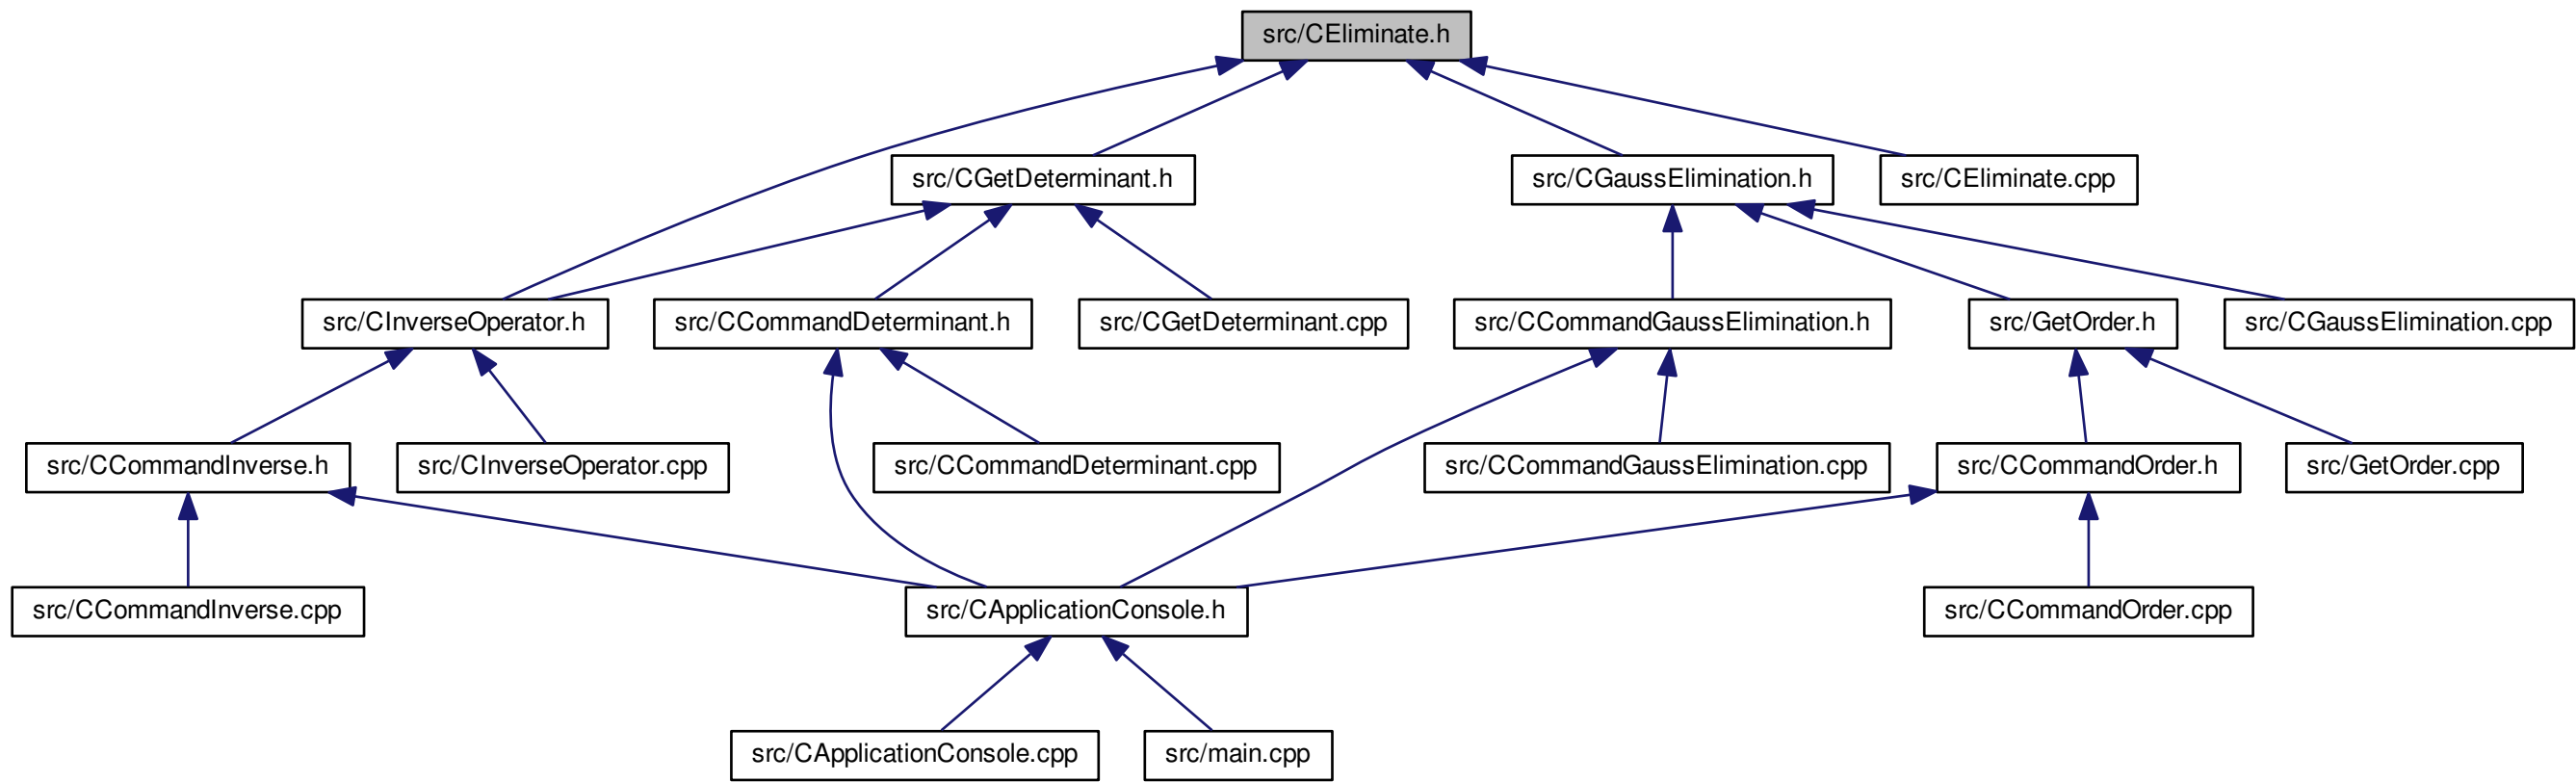 src/CEliminate.h
src/CGetDeterminant.h
src/CGaussElimination.h
src/CEliminate.cpp
src/CInverseOperator.h
src/CCommandDeterminant.h
src/CGetDeterminant.cpp
src/CCommandGaussElimination.h
src/GetOrder.h
src/CGaussElimination.cpp
src/CCommandInverse.h
src/CInverseOperator.cpp
src/CCommandDeterminant.cpp
src/CCommandGaussElimination.cpp
src/CCommandOrder.h
src/GetOrder.cpp
src/CCommandInverse.cpp
src/CApplicationConsole.h
src/CCommandOrder.cpp
src/CApplicationConsole.cpp
src/main.cpp